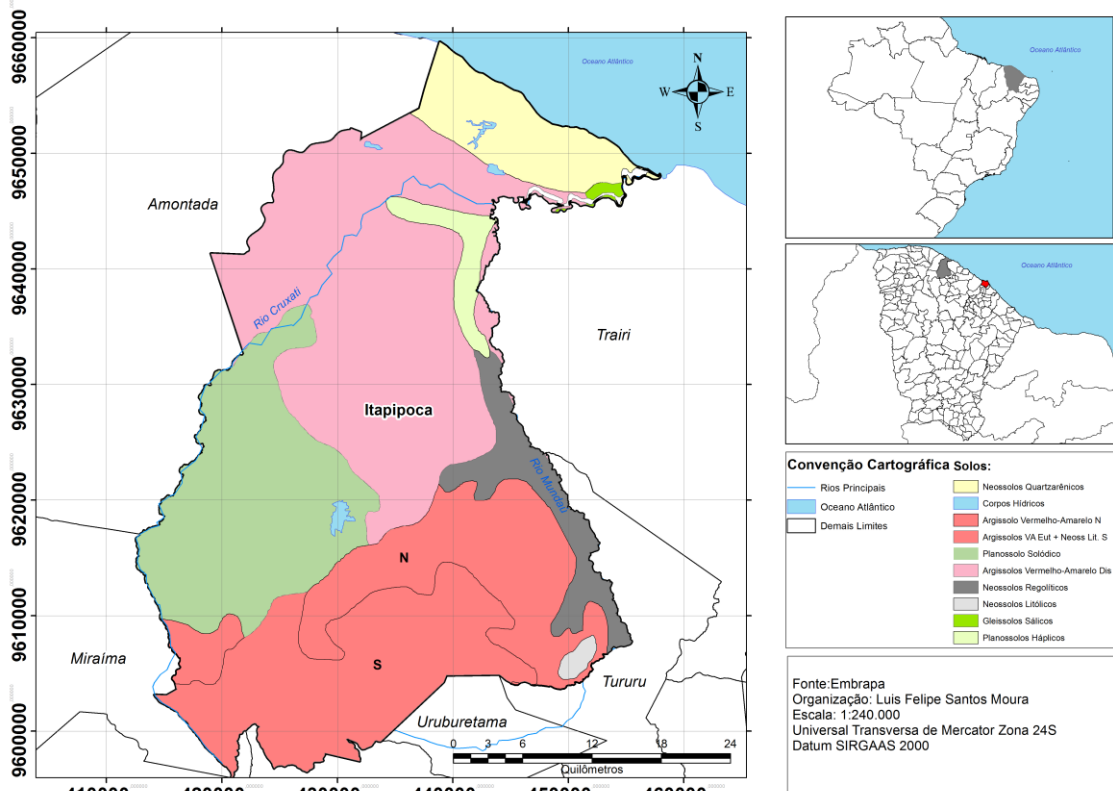 9660000
9650000
9640000
9630000
9620000
9610000
9600000
Oceano Atlântico
N
W
E
S
Amontada
Rio Cruxati
Trairi
Itapipoca
Rio Mundaú
N
S
Miraíma
Tururu
Uruburetama
0 3 6 12 18 24
Quilômetros
Oceano Atlântico
Oceano Atlântico
Convenção Cartográfica
Rios Principais
Oceano Atlântico
Demais Limites
Solos:
Neossolos Quartzarênicos
Corpos Hídricos
Argissolo Vermelho-Amarelo N
Argissolos VA Eut + Neoss Lit. S
Planossolo Solódico
Argissolos Vermelho-Amarelo Dis
Neossolos Regolíticos
Neossolos Litólicos
Gleissolos Sálicos
Planossolos Háplicos
Fonte:Embrapa
Organização: Luis Felipe Santos Moura
Escala: 1:240.000
Universal Transversa de Mercator Zona 24S
Datum SIRGAAS 2000